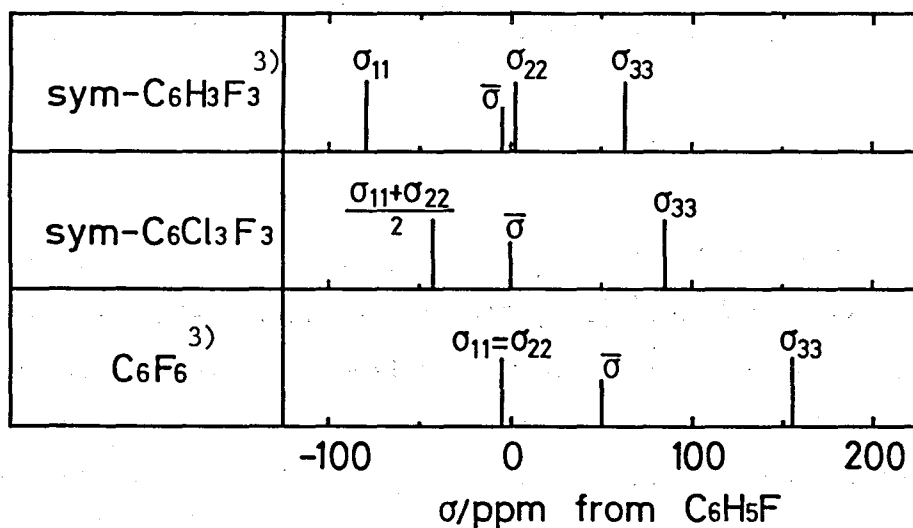 sym-C₆H₃F₃ ³⁾ σ₁₁ σ̅ σ₂₂ σ₃₃
sym-C₆Cl₃F₃ (σ₁₁+σ₂₂)/2 σ̅ σ₃₃
C₆F₆ ³⁾ σ₁₁=σ₂₂ σ̅ σ₃₃
-100 0 100 200
σ/ppm from C₆H₅F